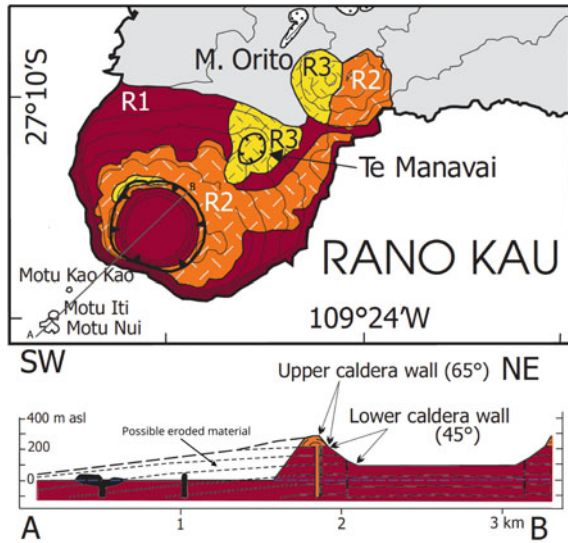 M. Orito
R3
R2
27°10'S
R1
R3
Te Manavai
R2
B
RANO KAU
Motu Kao Kao
Motu Iti
Motu Nui
A
109°24'W
SW
NE
Upper caldera wall (65°)
400 m asl
Possible eroded material
Lower caldera wall
(45°)
200
0
A
1
2
3 km
B